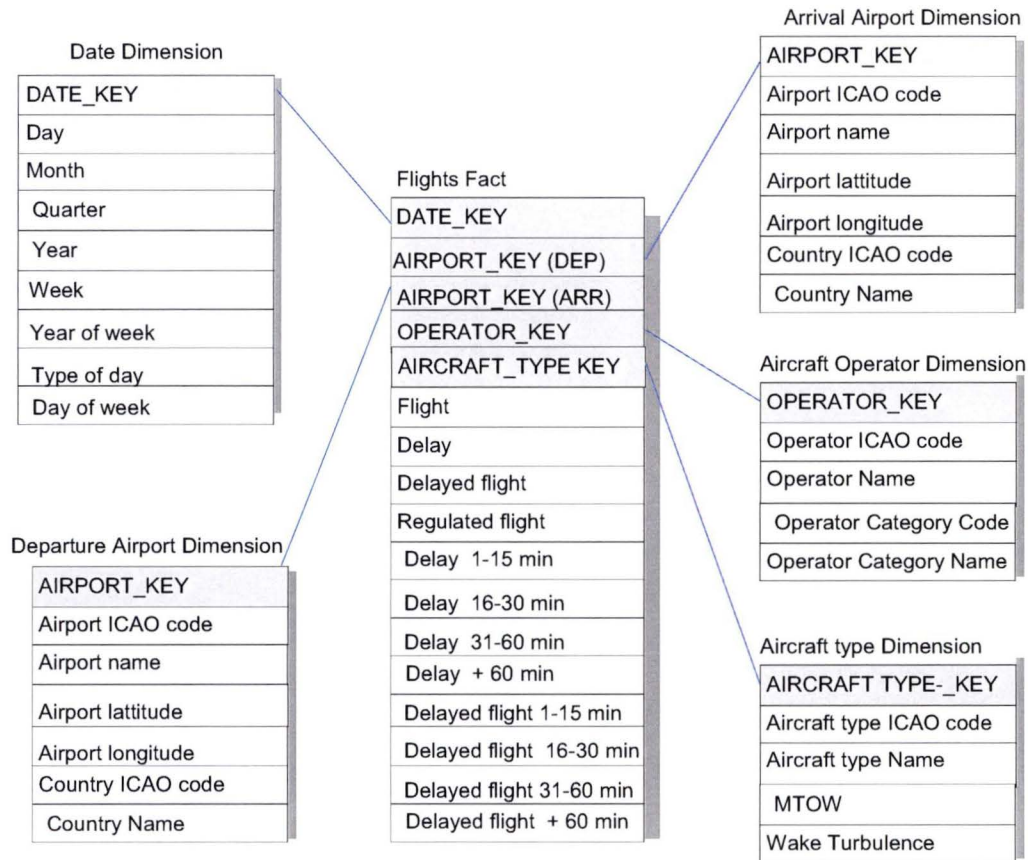 Date Dimension
DATE_KEY
Day
Month
Quarter
Year
Week
Year of week
Type of day
Day of week
Departure Airport Dimension
AIRPORT_KEY
Airport ICAO code
Airport name
Airport lattitude
Airport longitude
Country ICAO code
Country Name
Flights Fact
DATE_KEY
AIRPORT_KEY (DEP)
AIRPORT_KEY (ARR)
OPERATOR_KEY
AIRCRAFT_TYPE KEY
Flight
Delay
Delayed flight
Regulated flight
Delay 1-15 min
Delay 16-30 min
Delay 31-60 min
Delay + 60 min
Delayed flight 1-15 min
Delayed flight 16-30 min
Delayed flight 31-60 min
Delayed flight + 60 min
Arrival Airport Dimension
AIRPORT_KEY
Airport ICAO code
Airport name
Airport lattitude
Airport longitude
Country ICAO code
Country Name
Aircraft Operator Dimension
OPERATOR_KEY
Operator ICAO code
Operator Name
Operator Category Code
Operator Category Name
Aircraft type Dimension
AIRCRAFT TYPE-_KEY
Aircraft type ICAO code
Aircraft type Name
MTOW
Wake Turbulence